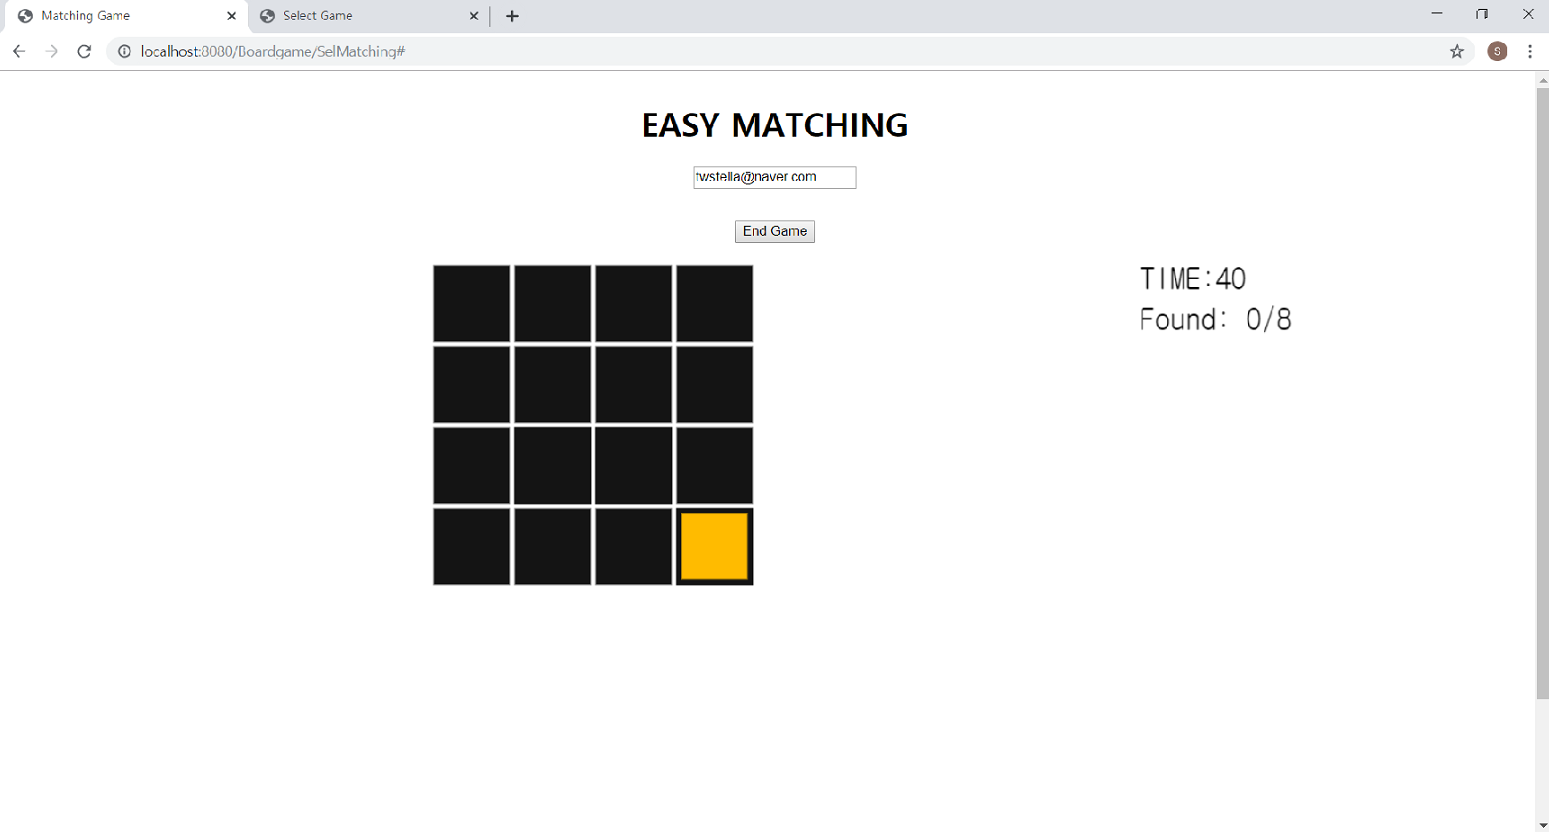 Matching Game
Select Game
localhost:8080/Boardgame/SelMatching#
S
EASY MATCHING
twstella@naver.com
End Game
TIME:40
Found: 0/8